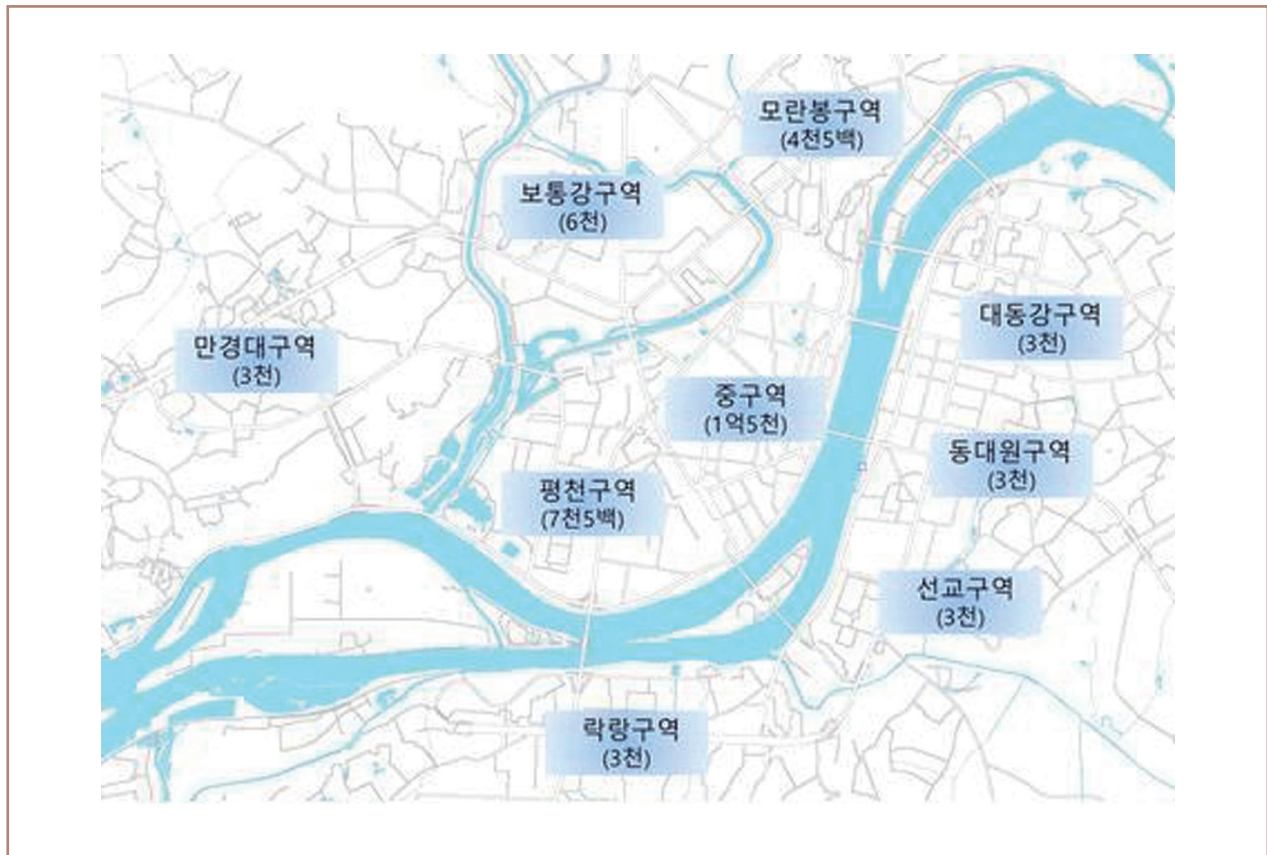 모란봉구역
(4천5백)
보통강구역
(6천)
대동강구역
(3천)
만경대구역
(3천)
중구역
(1억5천)
동대원구역
(3천)
평천구역
(7천5백)
선교구역
(3천)
락랑구역
(3천)